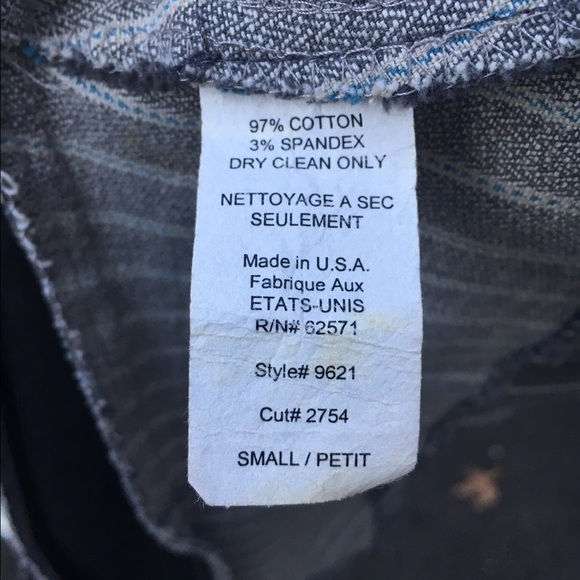 97% COTTON
3% SPANDEX
DRY CLEAN ONLY
NETTOYAGE A SEC
SEULEMENT
Made in U.S.A.
Fabrique Aux
ETATS-UNIS
R/N# 62571
Style# 9621
Cut# 2754
SMALL / PETIT